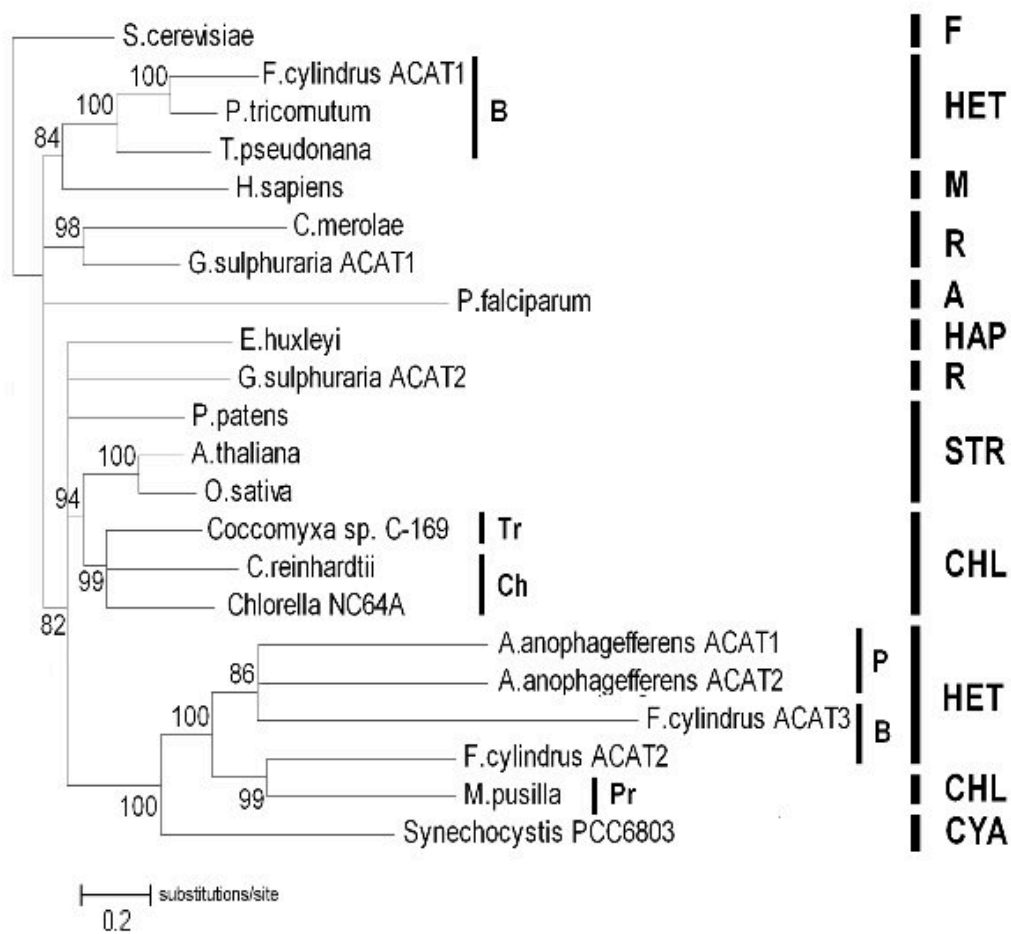 S.cerevisiae F
100 F.cylindrus ACAT1
100 P.tricornutum B HET
84 T.pseudonana
H.sapiens M
98 C.merolae
G.sulphuraria ACAT1 R
P.falciparum A
E.huxleyi HAP
G.sulphuraria ACAT2 R
P.patens
100 A.thaliana STR
94 O.sativa
Coccomyxa sp. C-169 Tr
99 C.reinhardtii Ch CHL
Chlorella NC64A
82
A.anophagefferens ACAT1 P
86 A.anophagefferens ACAT2 HET
100 F.cylindrus ACAT3 B
F.cylindrus ACAT2
99 M.pusilla Pr CHL
100 Synechocystis PCC6803 CYA
substitutions/site
0.2